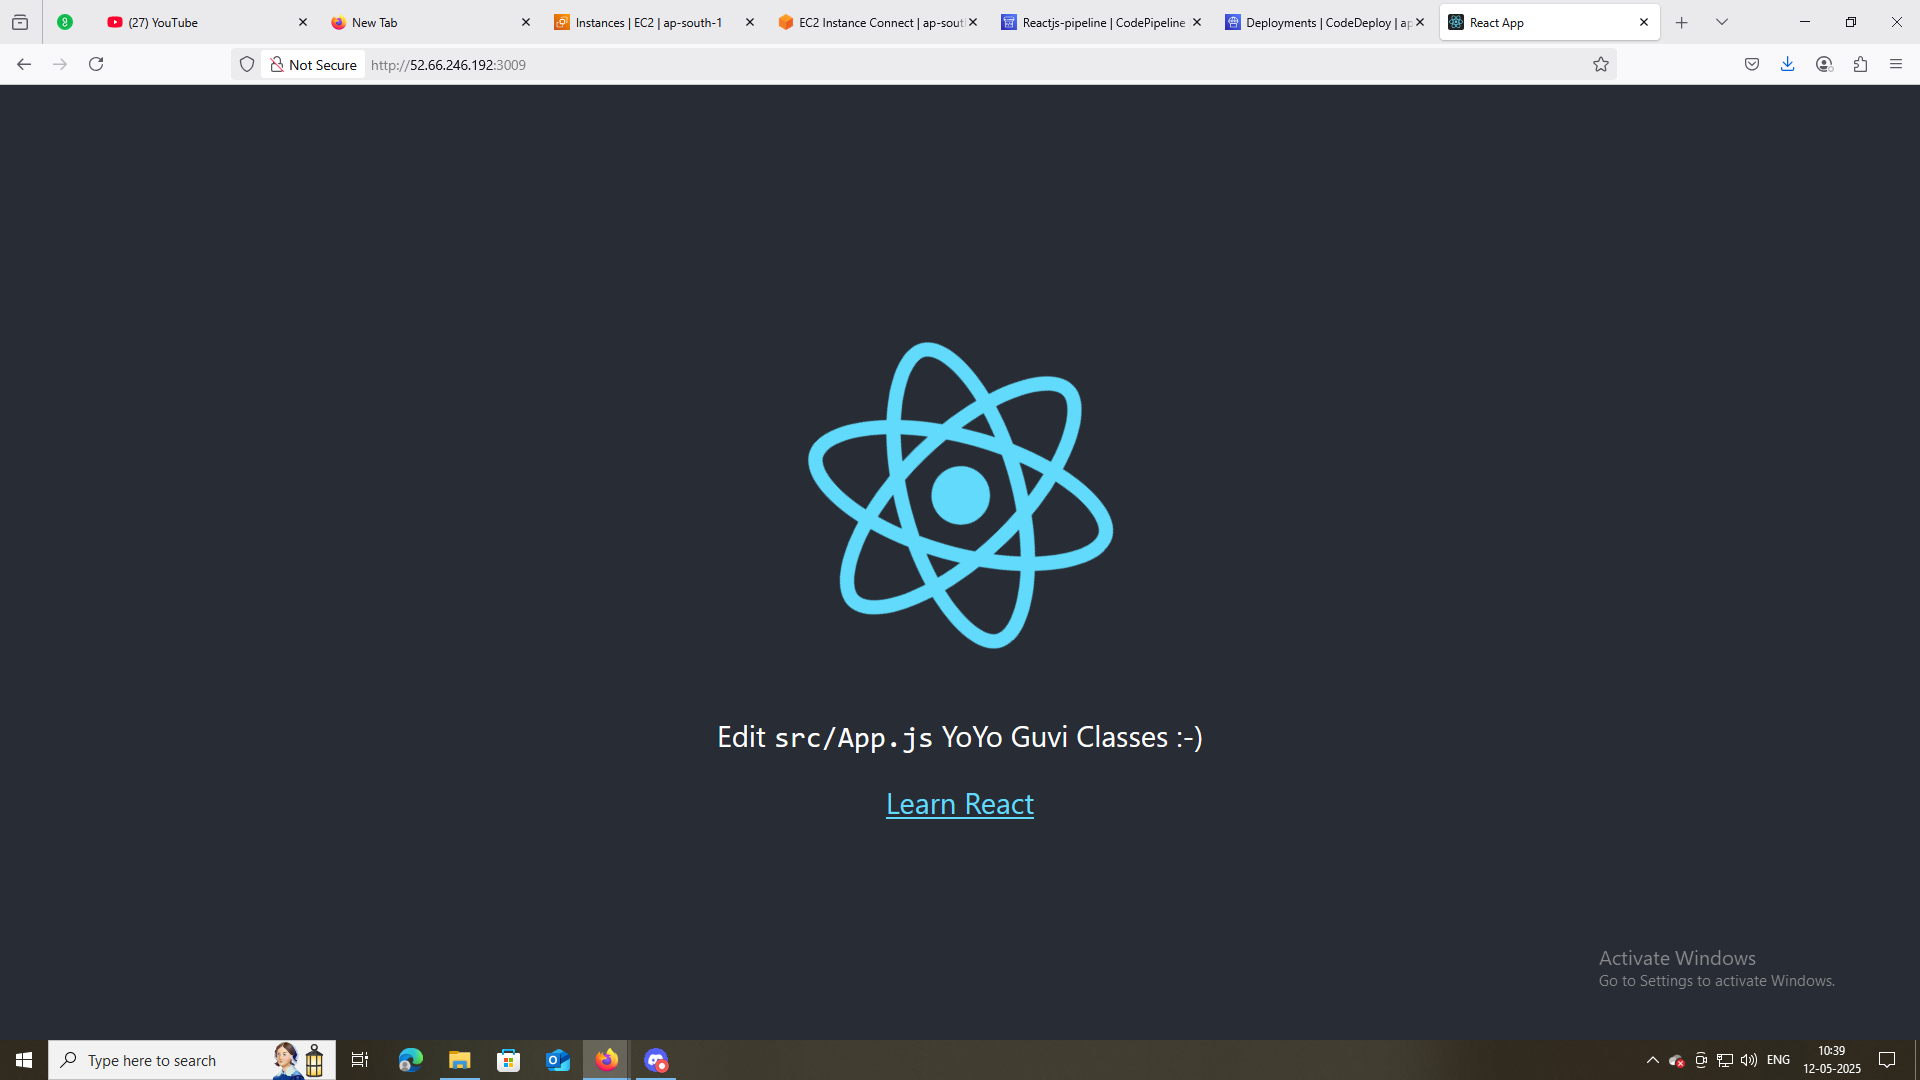 (27) YouTube
New Tab
Instances | EC2 | ap-south-1
EC2 Instance Connect | ap-sout
Reactjs-pipeline | CodePipeline
Deployments | CodeDeploy | ap
React App
Not Secure
http://52.66.246.192:3009
Edit src/App.js YoYo Guvi Classes :-)
Learn React
Activate Windows
Go to Settings to activate Windows.
Type here to search
ENG
10:39
12-05-2025